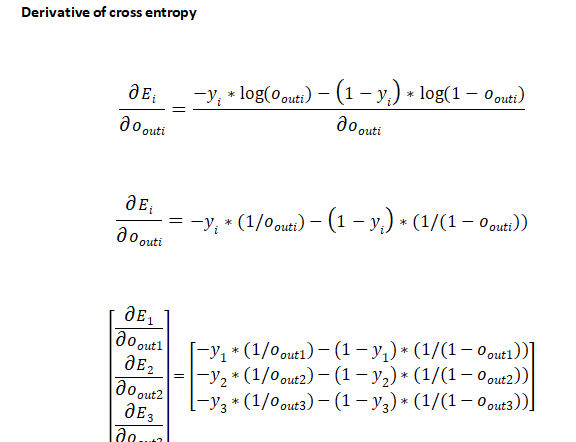 Derivative of cross entropy
∂E_i / ∂o_outi = −y_i * log(o_outi) − (1 − y_i) * log(1 − o_outi) / ∂o_outi
∂E_i / ∂o_outi = −y_i * (1/o_outi) − (1 − y_i) * (1/(1 − o_outi))
[∂E_1 / ∂o_out1] = [−y_1 * (1/o_out1) − (1 − y_1) * (1/(1 − o_out1))]
[∂E_2 / ∂o_out2] = [−y_2 * (1/o_out2) − (1 − y_2) * (1/(1 − o_out2))]
[∂E_3 / ∂o] = [−y_3 * (1/o_out3) − (1 − y_3) * (1/(1 − o_out3))]